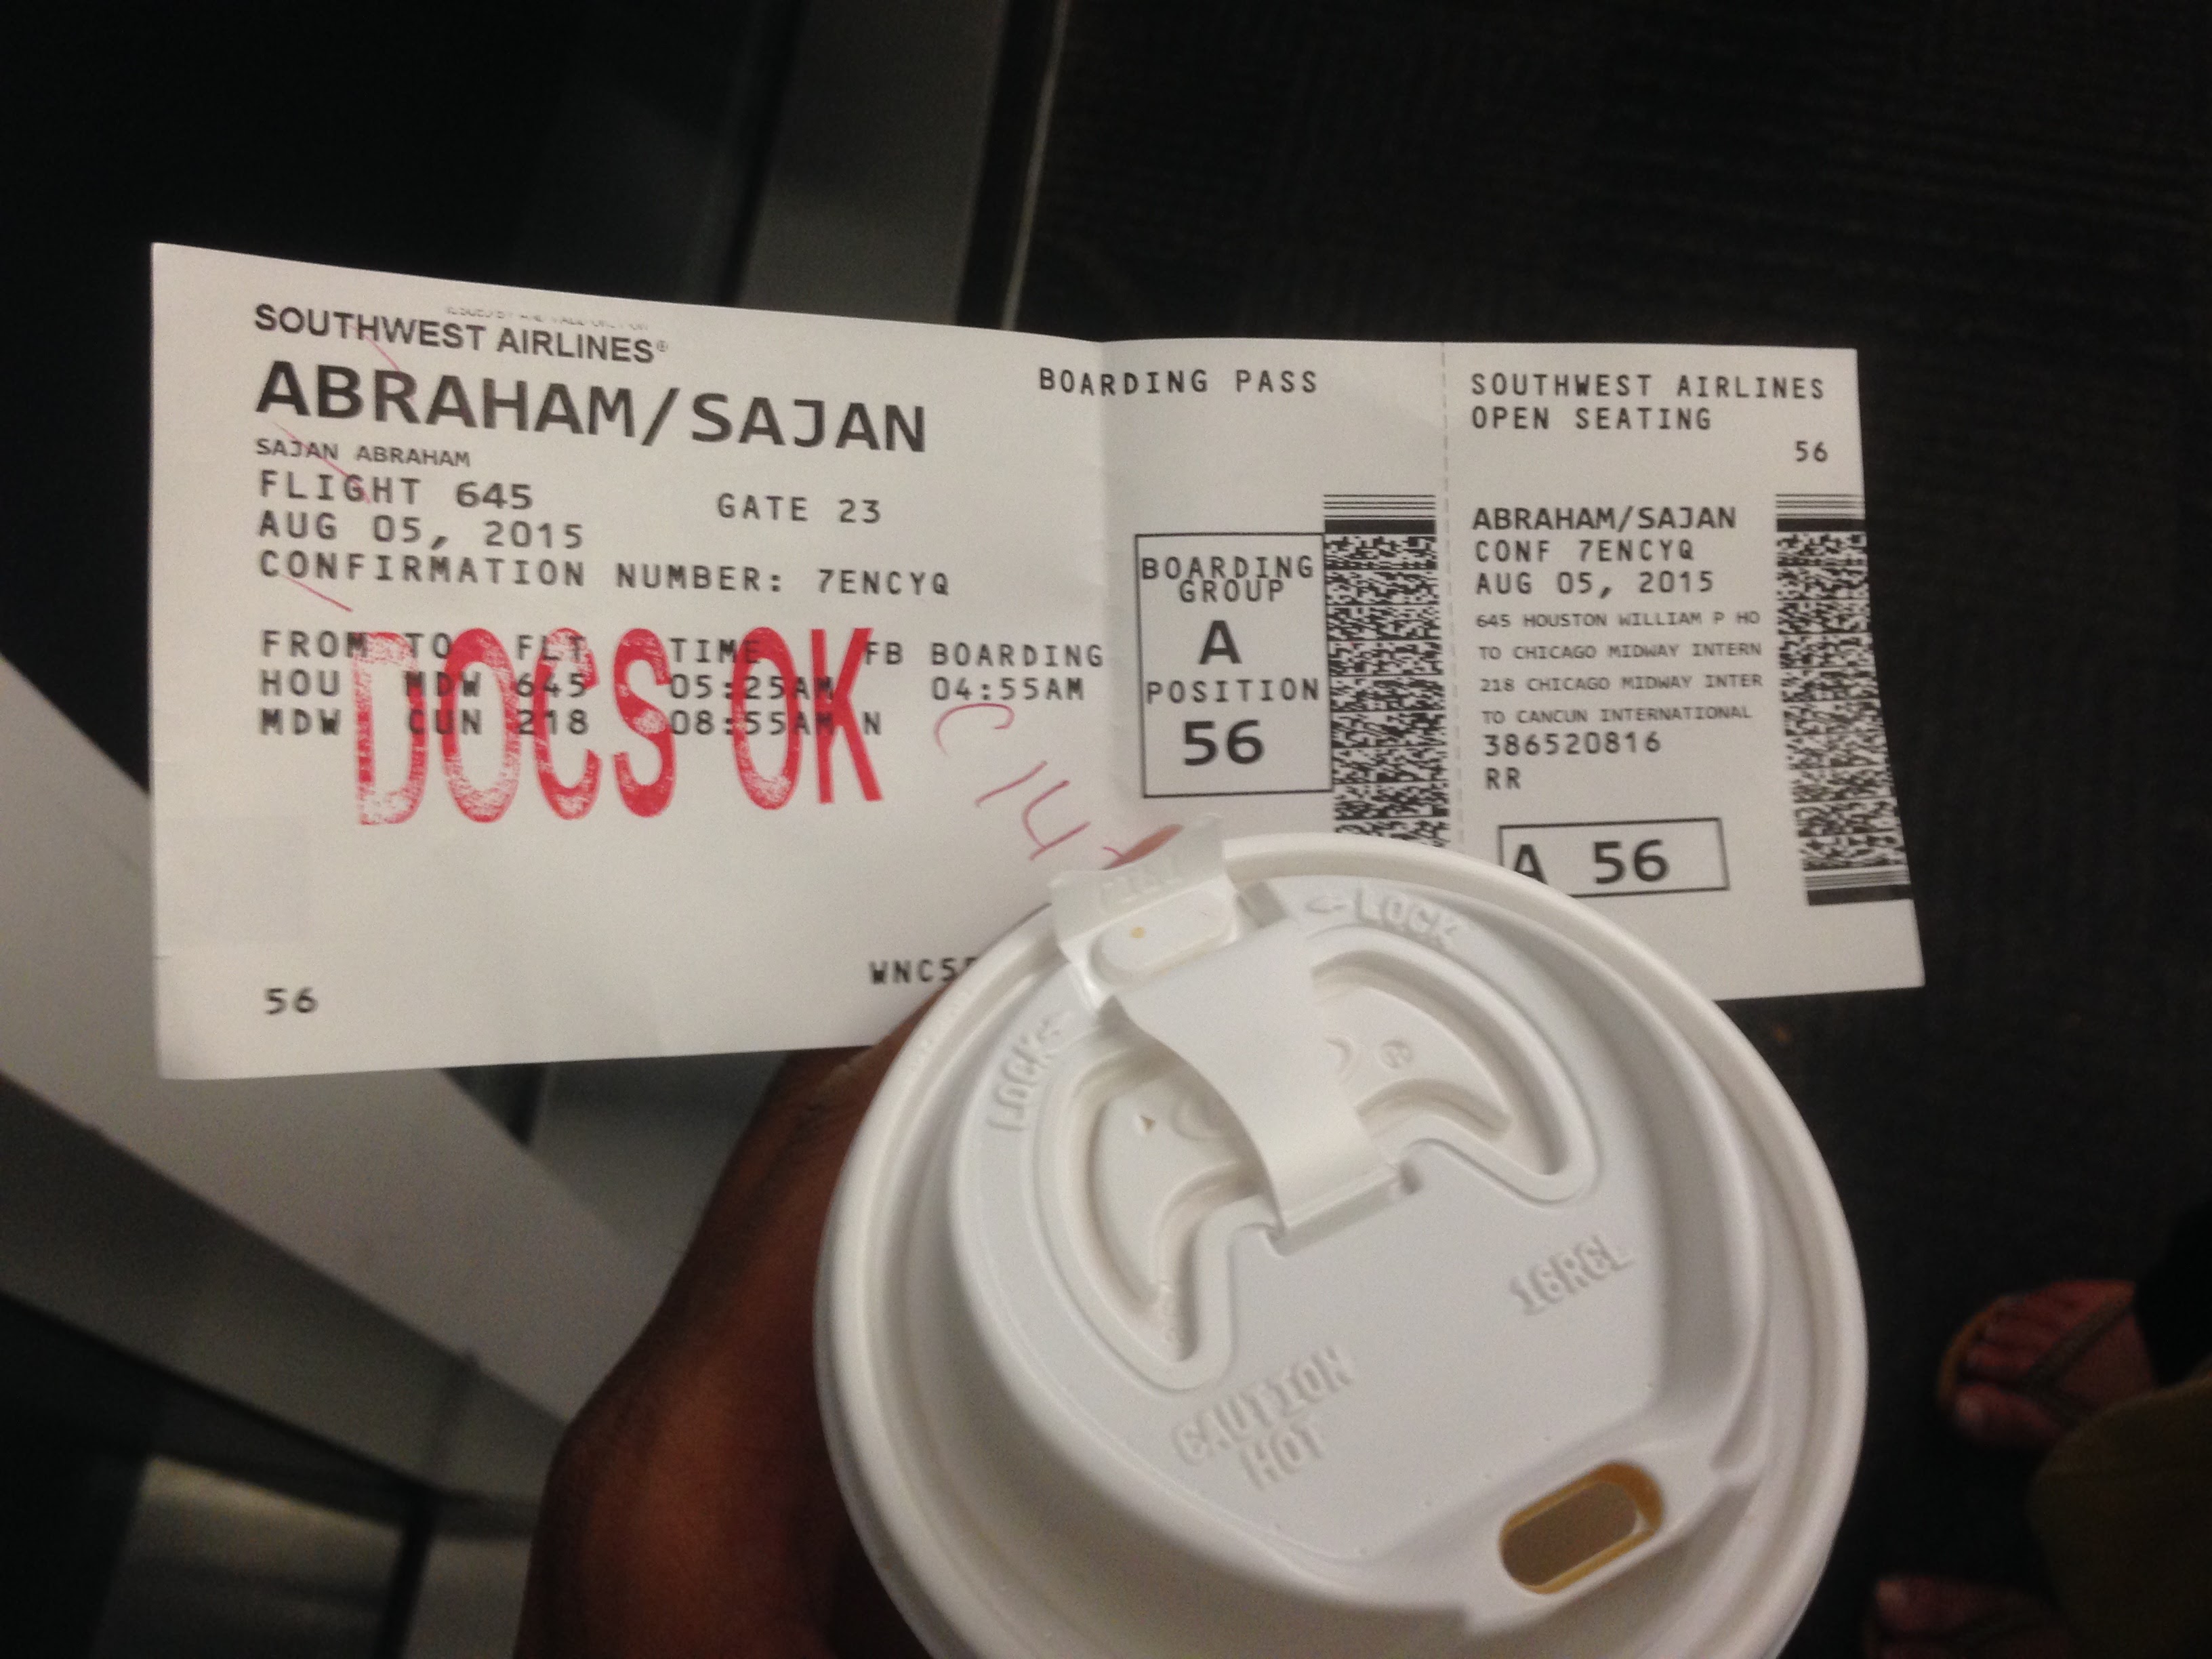 SOUTHWEST AIRLINES®
ABRAHAM/SAJAN
SAJAN ABRAHAM
FLIGHT 645 GATE 23
AUG 05, 2015
CONFIRMATION NUMBER: 7ENCYQ
FROM TO FLT TIME FB BOARDING
HOU MDW 645 05:25AM 04:55AM
MDW CUN 218 08:55AM N
DOCS OK
56
BOARDING PASS
BOARDING
GROUP
A
POSITION
56
SOUTHWEST AIRLINES
OPEN SEATING
56
ABRAHAM/SAJAN
CONF 7ENCYQ
AUG 05, 2015
645 HOUSTON WILLIAM P HO
TO CHICAGO MIDWAY INTERN
218 CHICAGO MIDWAY INTER
TO CANCUN INTERNATIONAL
386520816
RR
A 56
←LOCK
LOCK←
16RCL
CAUTION
HOT